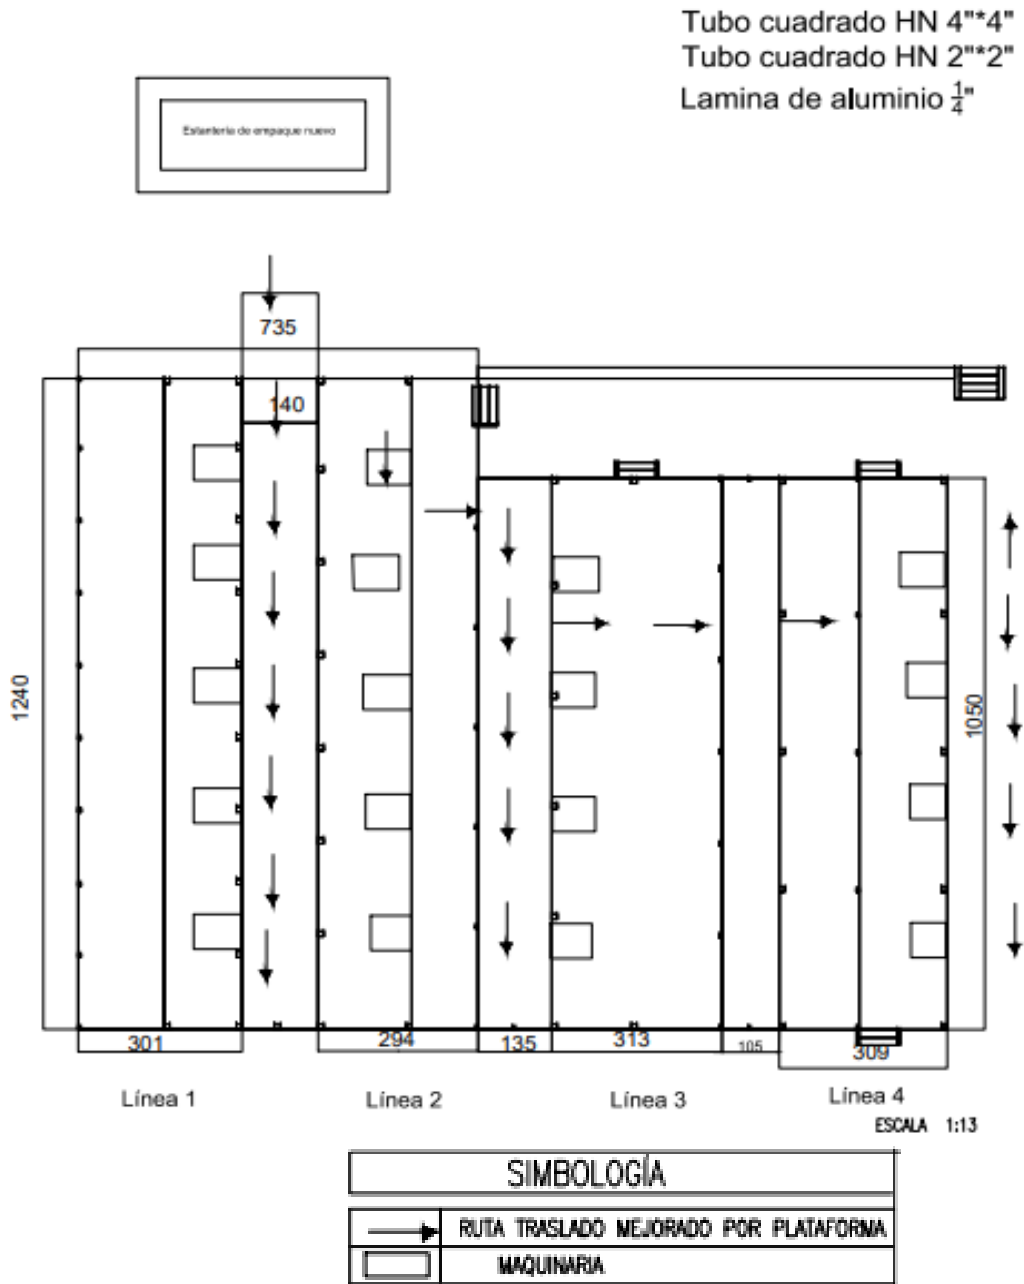 Tubo cuadrado HN 4"*4"
Tubo cuadrado HN 2"*2"
Lamina de aluminio 1/4"
Estanteria de empaque nuevo
735
140
1240
1050
301
294
135
313
105
309
Línea 1
Línea 2
Línea 3
Línea 4
ESCALA 1:13
SIMBOLOGÍA
RUTA TRASLADO MEJORADO POR PLATAFORMA
MAQUINARIA